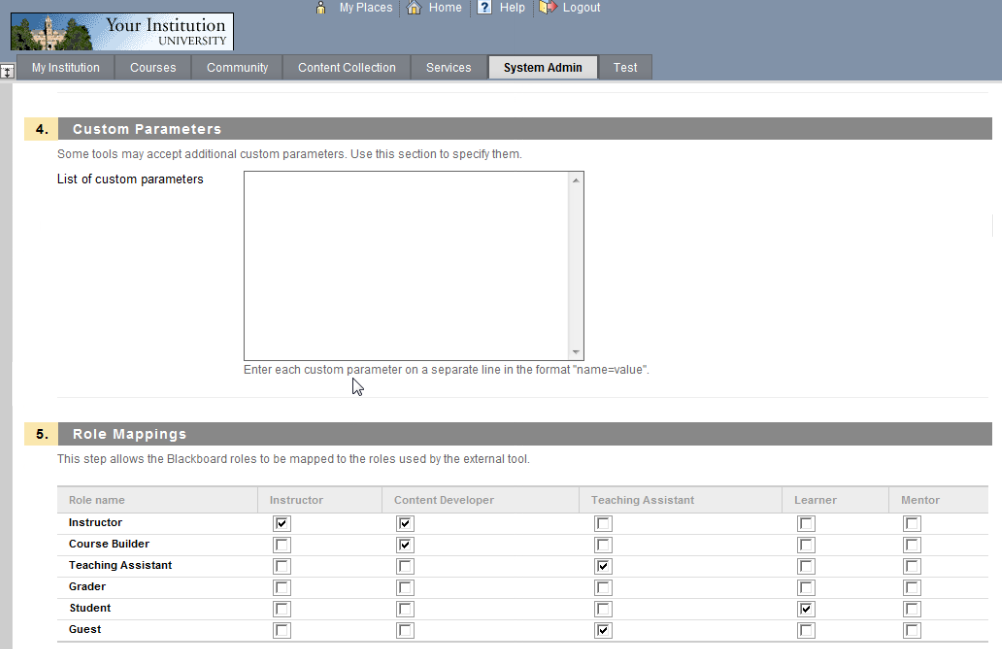 My Places Home ? Help Logout
Your Institution
UNIVERSITY
My Institution Courses Community Content Collection Services System Admin Test
4. Custom Parameters
Some tools may accept additional custom parameters. Use this section to specify them.
List of custom parameters
Enter each custom parameter on a separate line in the format "name=value".
5. Role Mappings
This step allows the Blackboard roles to be mapped to the roles used by the external tool.
Role name Instructor Content Developer Teaching Assistant Learner Mentor
Instructor
Course Builder
Teaching Assistant
Grader
Student
Guest